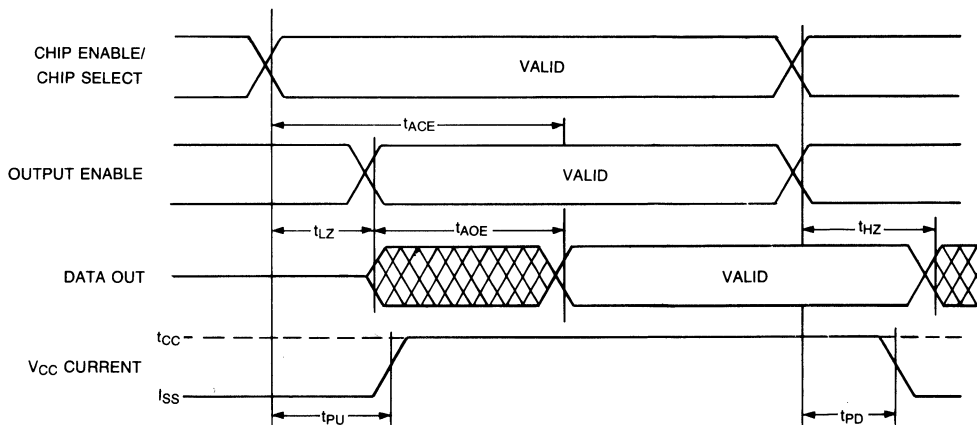 CHIP ENABLE/
CHIP SELECT
VALID
tACE
OUTPUT ENABLE
VALID
tLZ
tAOE
tHZ
DATA OUT
VALID
tCC
VCC CURRENT
ISS
tPU
tPD